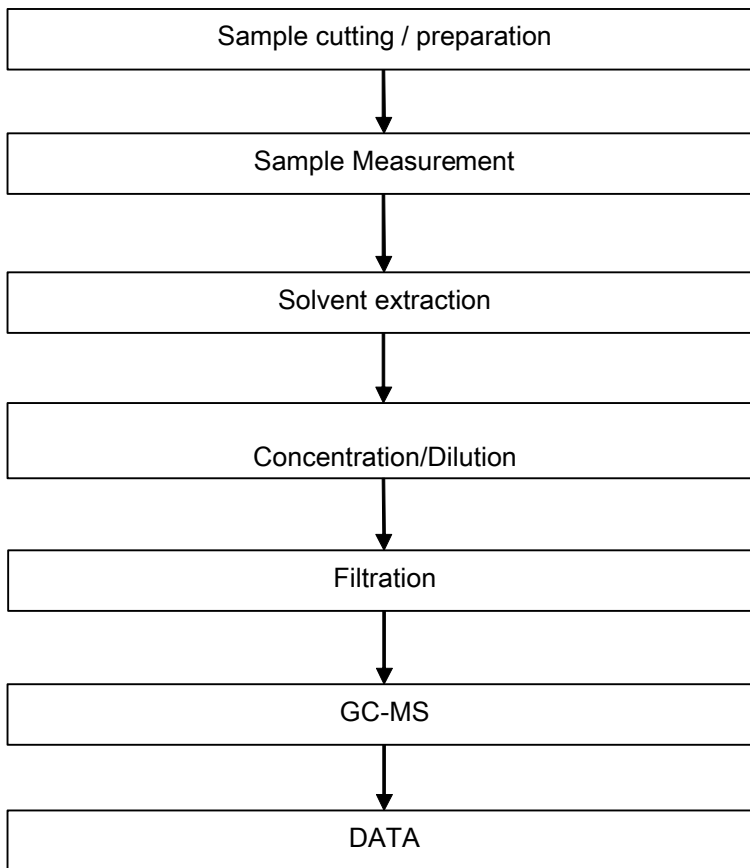 Sample cutting / preparation
Sample Measurement
Solvent extraction
Concentration/Dilution
Filtration
GC-MS
DATA